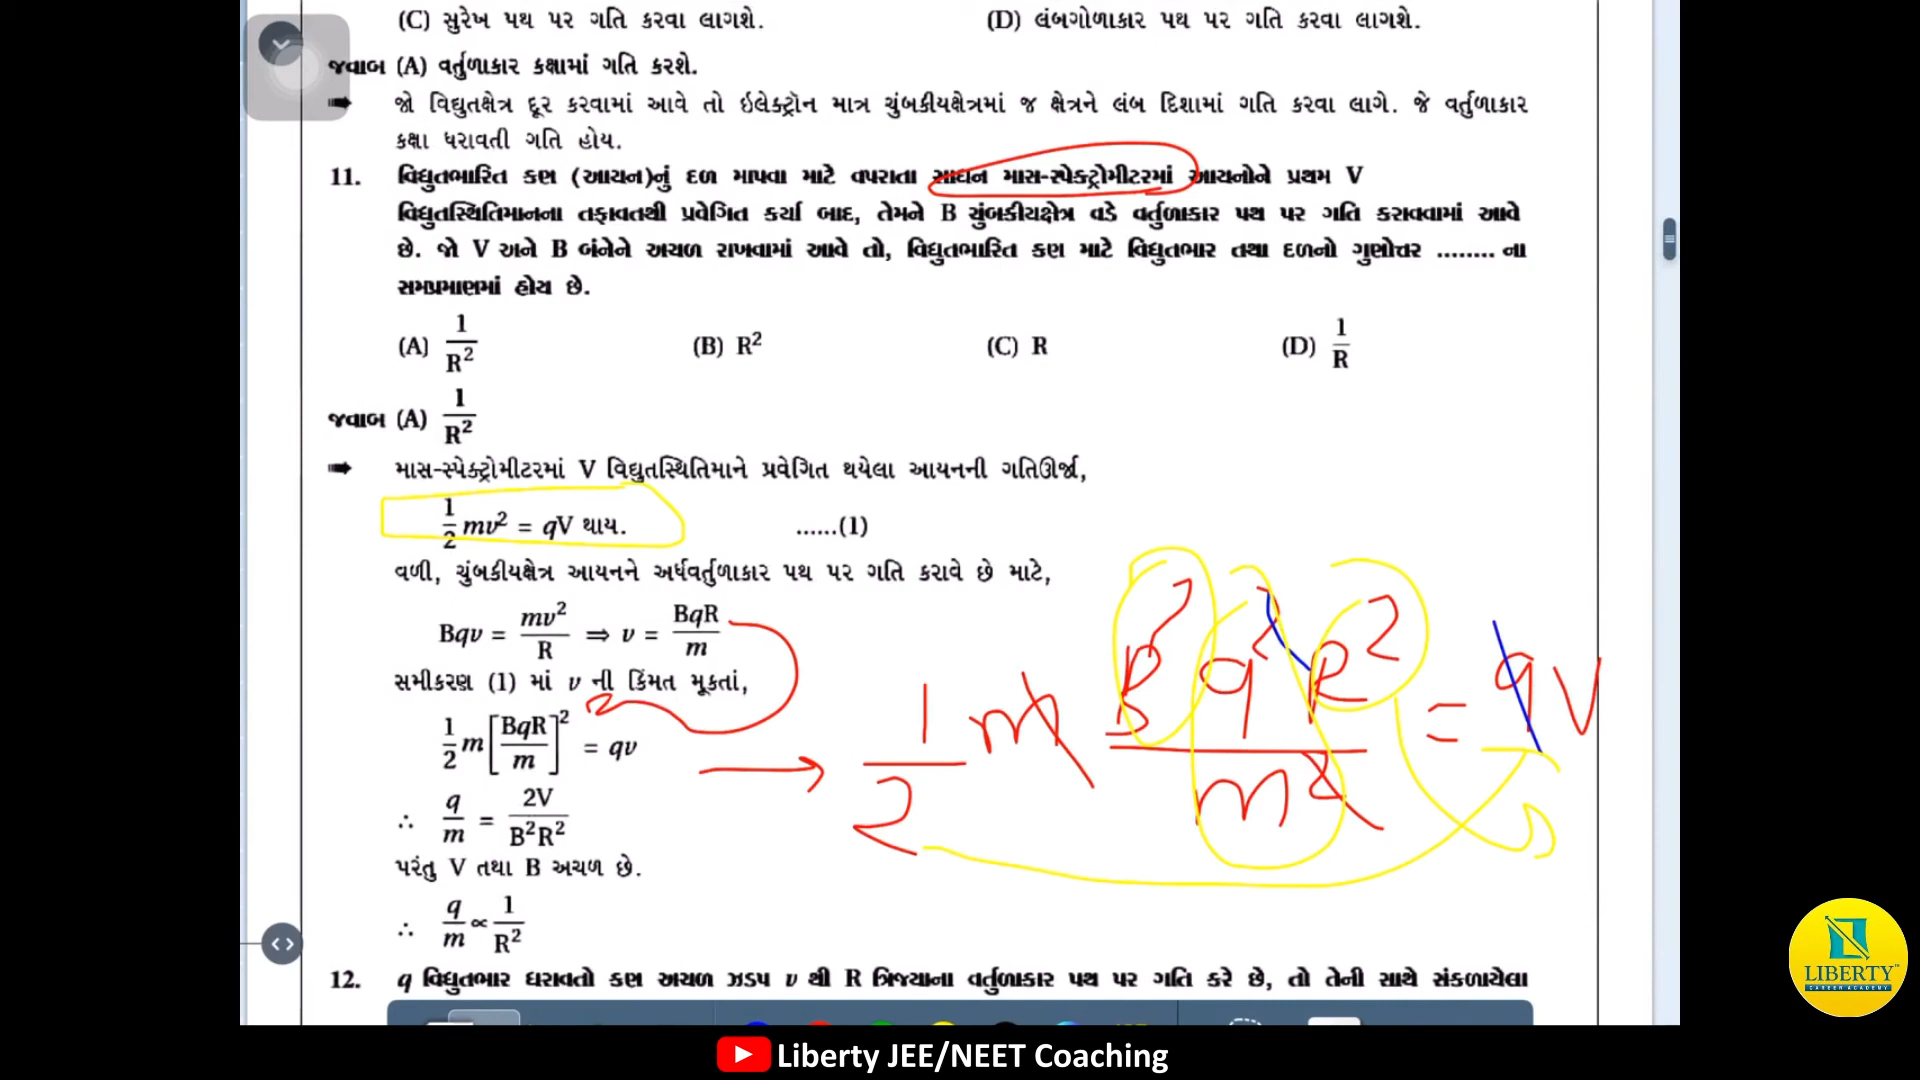 (C) સુરેખ પથ પર ગતિ કરવા લાગશે. (D) લંબગોળાકાર પથ પર ગતિ કરવા લાગશે.
જવાબ (A) વર્તુળાકાર કક્ષામાં ગતિ કરશે.
➡ જો વિદ્યુતક્ષેત્ર દૂર કરવામાં આવે તો ઇલેક્ટ્રૉન માત્ર ચુંબકીયક્ષેત્રમાં જ ક્ષેત્રને લંબ દિશામાં ગતિ કરવા લાગે. જે વર્તુળાકાર
કક્ષા ધરાવતી ગતિ હોય.
11. વિદ્યુતભારિત કણ (આયન)નું દળ માપવા માટે વપરાતા સાધન માસ-સ્પેક્ટ્રોમીટરમાં આયનોને પ્રથમ V
વિદ્યુતસ્થિતિમાનના તફાવતથી પ્રવેગિત કર્યા બાદ, તેમને B ચુંબકીયક્ષેત્ર વડે વર્તુળાકાર પથ પર ગતિ કરાવવામાં આવે
છે. જો V અને B બંનેને અચળ રાખવામાં આવે તો, વિદ્યુતભારિત કણ માટે વિદ્યુતભાર તથા દળનો ગુણોત્તર ........ ના
સમપ્રમાણમાં હોય છે.
(A) 1/R² (B) R² (C) R (D) 1/R
જવાબ (A) 1/R²
➡ માસ-સ્પેક્ટ્રોમીટરમાં V વિદ્યુતસ્થિતિમાને પ્રવેગિત થયેલા આયનની ગતિઊર્જા,
1/2 mv² = qV થાય. ......(1)
વળી, ચુંબકીયક્ષેત્ર આયનને અર્ધવર્તુળાકાર પથ પર ગતિ કરાવે છે માટે,
Bqv = mv²/R ⇒ v = BqR/m
સમીકરણ (1) માં v ની કિંમત મૂકતાં,
1/2 m [BqR/m]² = qv
→ 1/2 m B² q² R²/m² = qV
∴ q/m = 2V/B²R²
પરંતુ V તથા B અચળ છે.
∴ q/m ∝ 1/R²
12. q વિદ્યુતભાર ધરાવતો કણ અચળ ઝડપ v થી R ત્રિજ્યાના વર્તુળાકાર પથ પર ગતિ કરે છે, તો તેની સાથે સંકળાયેલા
LIBERTY
CAREER ACADEMY
Liberty JEE/NEET Coaching